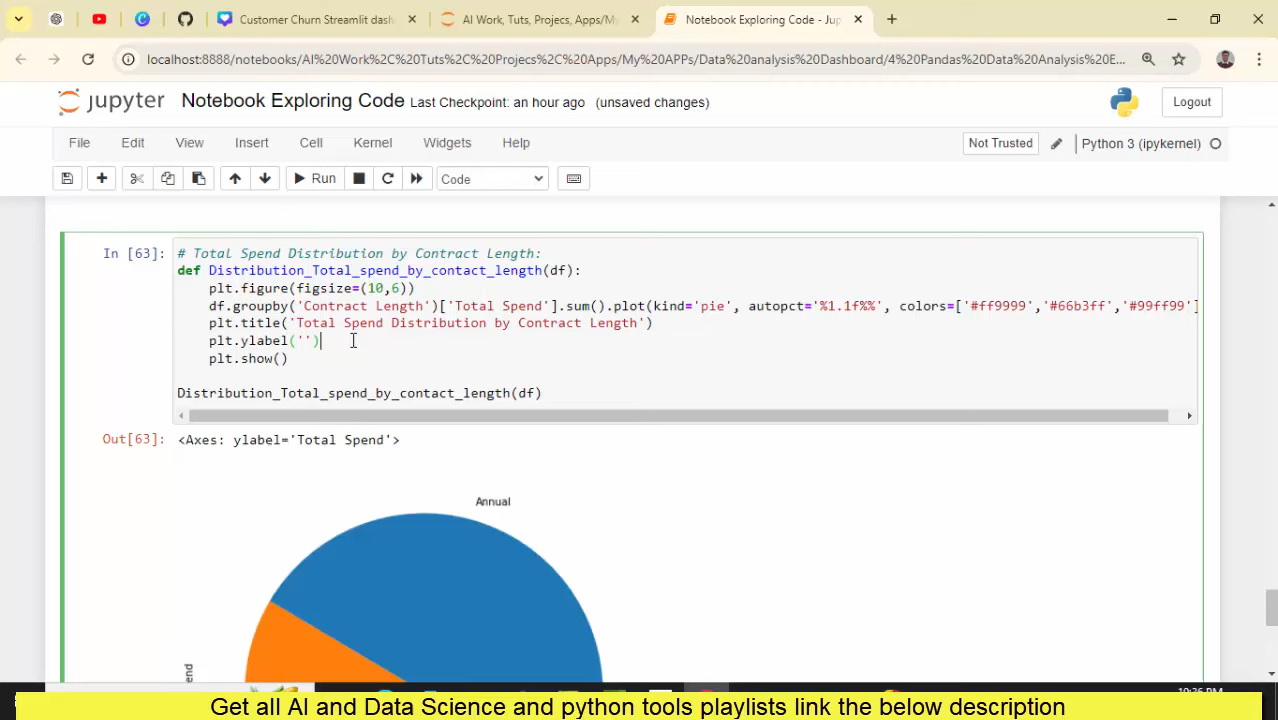 Customer Churn Streamlit dash
AI Work, Tuts, Projecs, Apps/My
Notebook Exploring Code - Jup
localhost:8888/notebooks/AI%20Work%2C%20Tuts%2C%20Projecs%2C%20Apps/My%20APPs/Data%20analysis%20Dashboard/4%20Pandas%20Data%20Analysis%20E...
jupyter Notebook Exploring Code Last Checkpoint: an hour ago (unsaved changes) Logout
File Edit View Insert Cell Kernel Widgets Help Not Trusted Python 3 (ipykernel)
Run Code
In [63]: # Total Spend Distribution by Contract Length:
def Distribution_Total_spend_by_contact_length(df):
plt.figure(figsize=(10,6))
df.groupby('Contract Length')['Total Spend'].sum().plot(kind='pie', autopct='%1.1f%%', colors=['#ff9999','#66b3ff','#99ff99']
plt.title('Total Spend Distribution by Contract Length')
plt.ylabel('')
plt.show()
Distribution_Total_spend_by_contact_length(df)
Out[63]: <Axes: ylabel='Total Spend'>
Annual
end
Get all AI and Data Science and python tools playlists link the below description